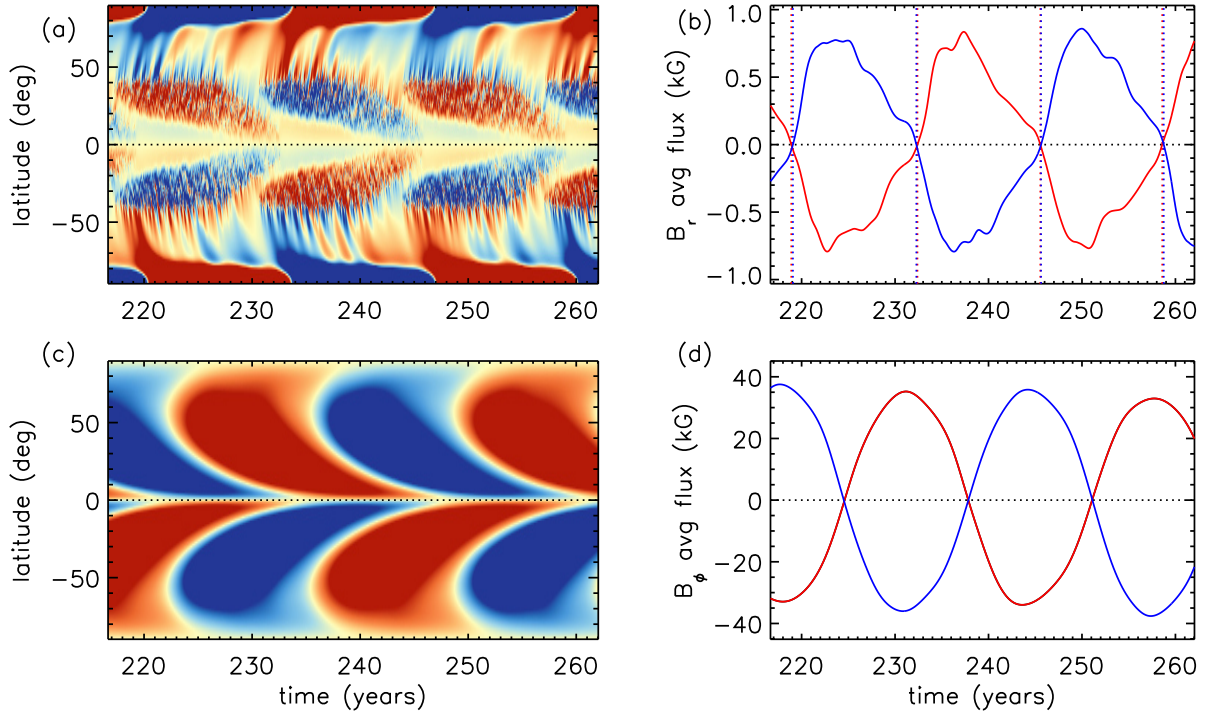 (a)
latitude (deg)
50
0
−50
220 230 240 250 260
(b)
B_r avg flux (kG)
1.0
0.5
0.0
−0.5
−1.0
220 230 240 250 260
(c)
latitude (deg)
50
0
−50
220 230 240 250 260
time (years)
(d)
B_ϕ avg flux (kG)
40
20
0
−20
−40
220 230 240 250 260
time (years)